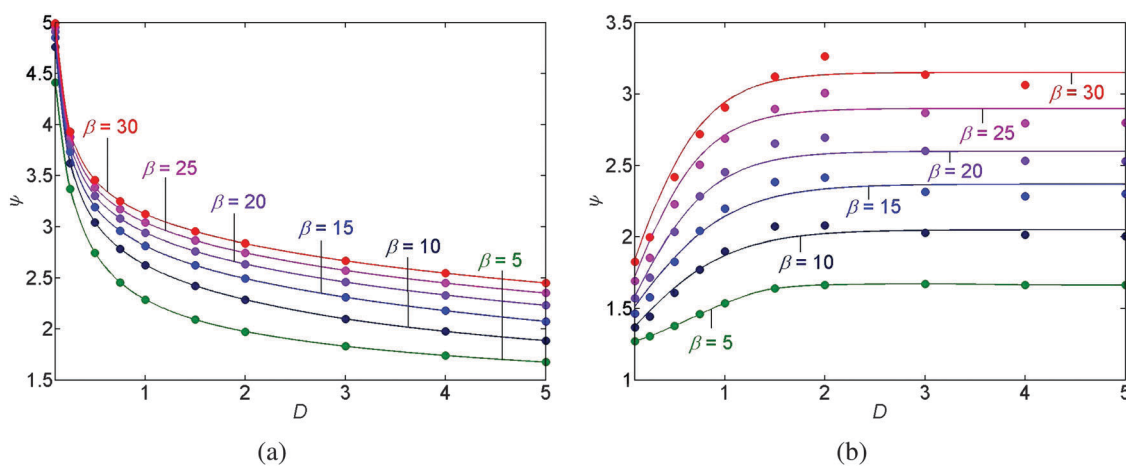 5
4.5
4
3.5
3
2.5
2
1.5
ψ
β = 30
β = 25
β = 20
β = 15
β = 10
β = 5
1 2 3 4 5
D
(a)
3.5
3
2.5
2
1.5
1
ψ
β = 30
β = 25
β = 20
β = 15
β = 10
β = 5
1 2 3 4 5
D
(b)